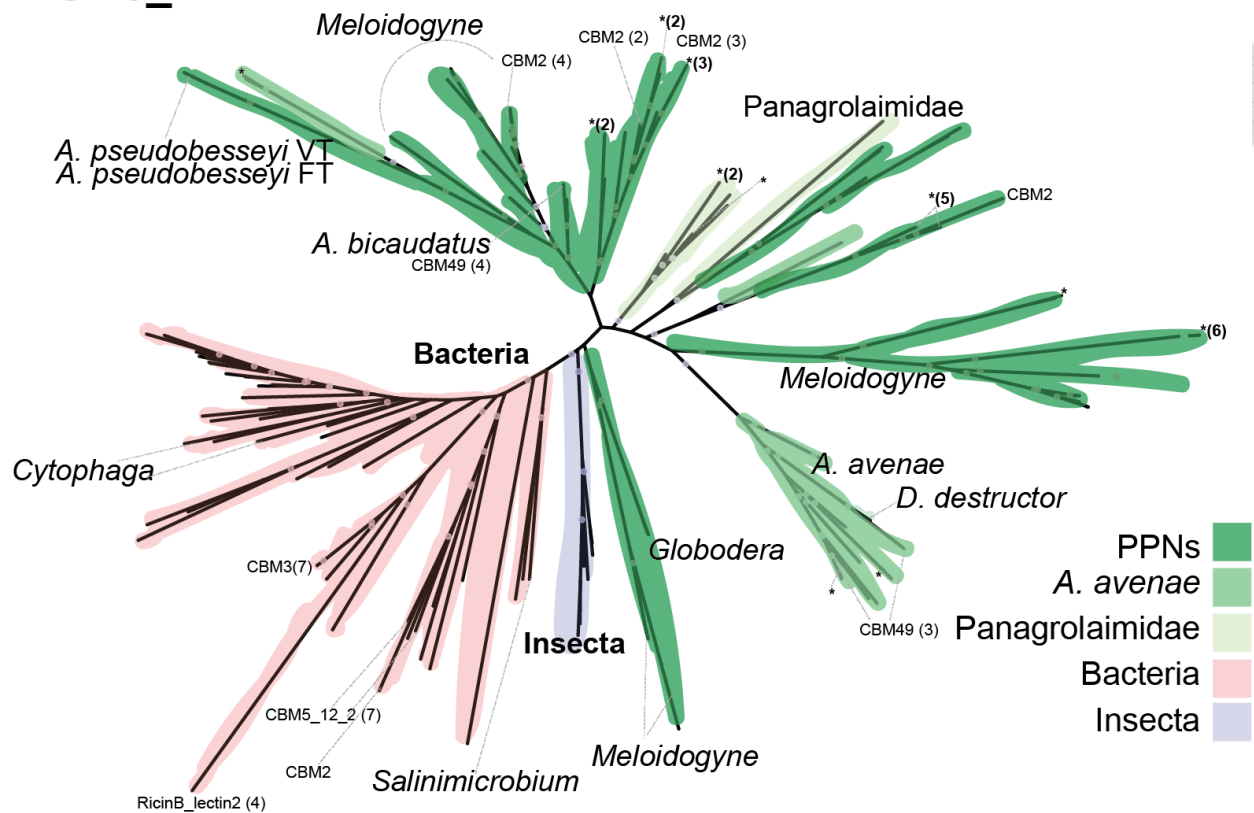 Meloidogyne
*(2)
CBM2 (2)
CBM2 (3)
*(3)
CBM2 (4)
*
*(2)
Panagrolaimidae
A. pseudobesseyi VT
A. pseudobesseyi FT
*(2)
*
*(5)
CBM2
A. bicaudatus
CBM49 (4)
*
*(6)
Bacteria
Meloidogyne
Cytophaga
A. avenae
D. destructor
Globodera
CBM3(7)
*
*
CBM49 (3)
Insecta
CBM5_12_2 (7)
CBM2
Salinimicrobium
Meloidogyne
RicinB_lectin2 (4)
PPNs
A. avenae
Panagrolaimidae
Bacteria
Insecta